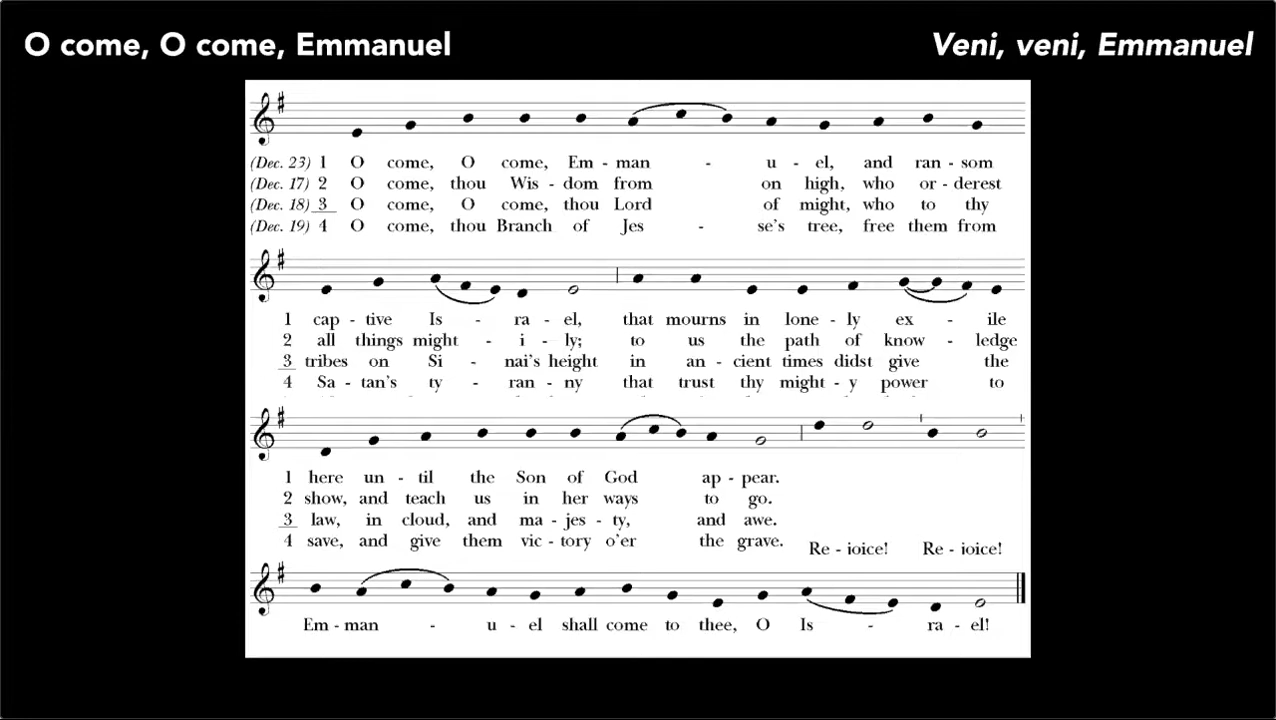 O come, O come, Emmanuel
Veni, veni, Emmanuel
(Dec. 23) 1 O come, O come, Em - man - u - el, and ran - som
(Dec. 17) 2 O come, thou Wis - dom from on high, who or - derest
(Dec. 18) 3 O come, O come, thou Lord of might, who to thy
(Dec. 19) 4 O come, thou Branch of Jes - se's tree, free them from
1 cap - tive Is - ra - el, that mourns in lone - ly ex - ile
2 all things might - i - ly; to us the path of know - ledge
3 tribes on Si - nai's height in an - cient times didst give the
4 Sa - tan's ty - ran - ny that trust thy might - y power to
1 here un - til the Son of God ap - pear.
2 show, and teach us in her ways to go.
3 law, in cloud, and ma - jes - ty, and awe.
4 save, and give them vic - tory o'er the grave.
Re - ioice! Re - ioice!
Em - man - u - el shall come to thee, O Is - ra - el!